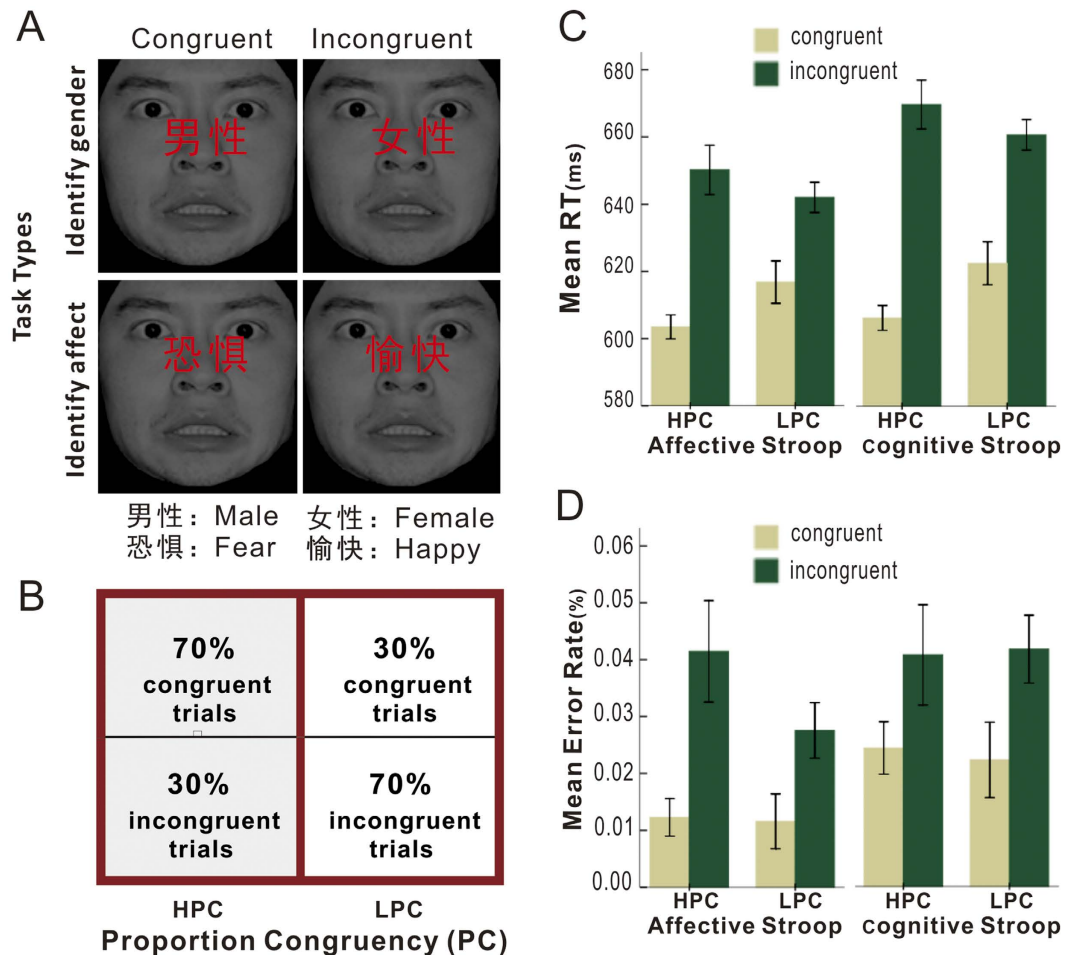 A
Congruent
Incongruent
Task Types
Identify gender
男性
女性
Identify affect
恐惧
愉快
男性：Male
女性：Female
恐惧：Fear
愉快：Happy
B
70%
congruent
trials
30%
congruent
trials
30%
incongruent
trials
70%
incongruent
trials
HPC
LPC
Proportion Congruency (PC)
C
congruent
incongruent
Mean RT(ms)
680
660
640
620
600
580
HPC
LPC
HPC
LPC
Affective Stroop
Cognitive Stroop
D
congruent
incongruent
Mean Error Rate(%)
0.06
0.05
0.04
0.03
0.02
0.01
0.00
HPC
LPC
HPC
LPC
Affective Stroop
Cognitive Stroop